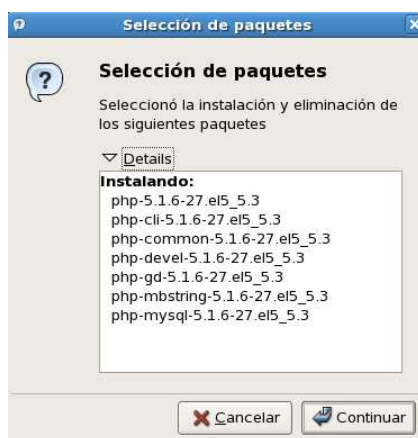 Selección de paquetes
Selección de paquetes
Seleccionó la instalación y eliminación de
los siguientes paquetes
Details
Instalando:
php-5.1.6-27.el5_5.3
php-cli-5.1.6-27.el5_5.3
php-common-5.1.6-27.el5_5.3
php-devel-5.1.6-27.el5_5.3
php-gd-5.1.6-27.el5_5.3
php-mbstring-5.1.6-27.el5_5.3
php-mysql-5.1.6-27.el5_5.3
Cancelar
Continuar